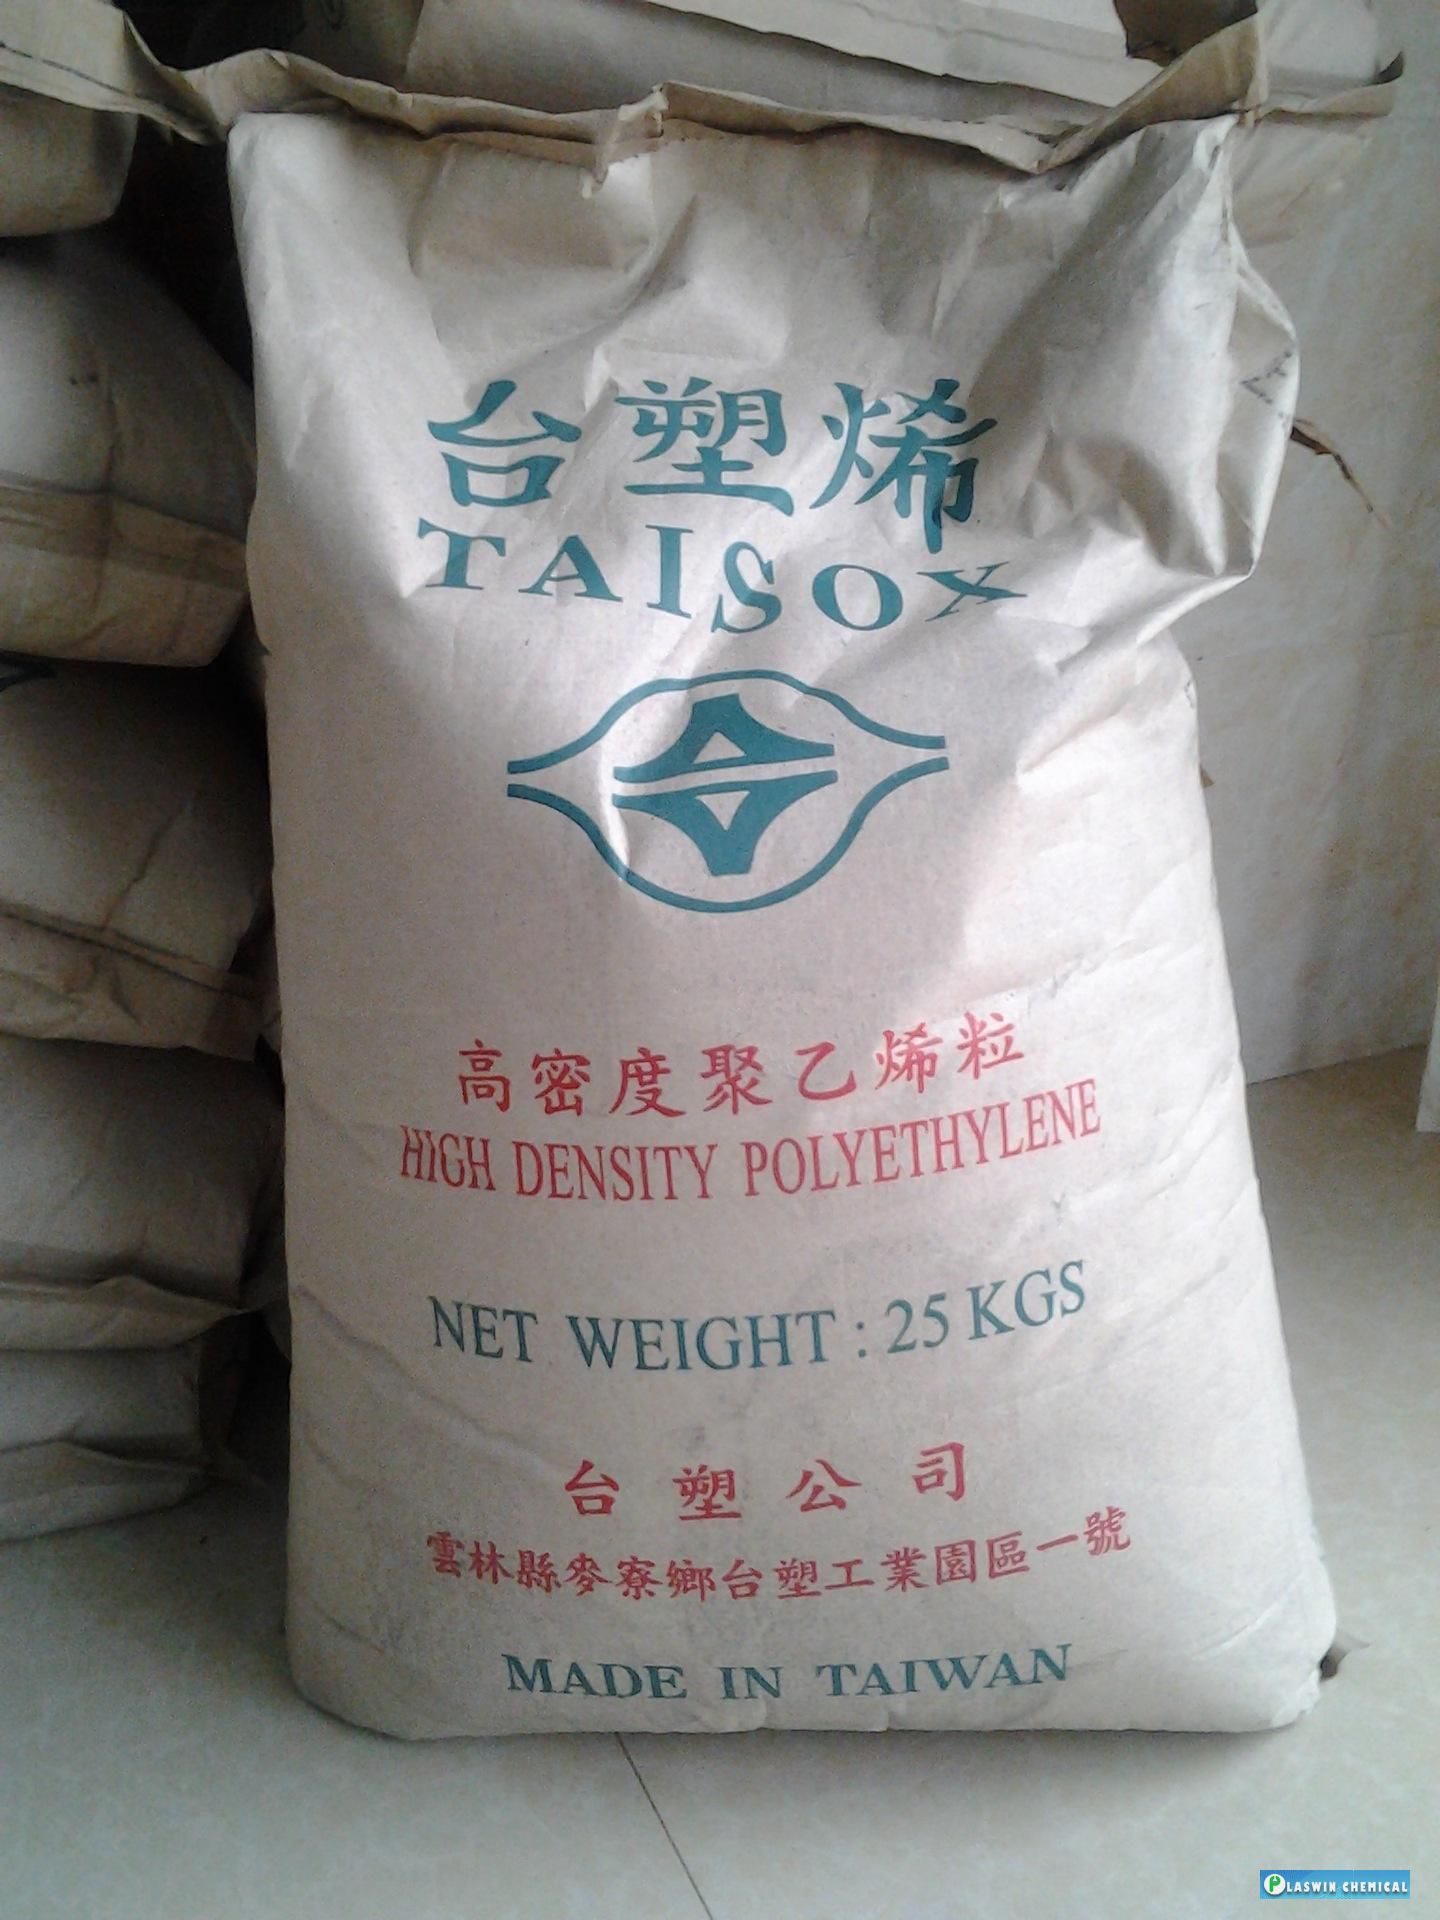 台塑烯
TAISOX
高密度聚乙烯粒
HIGH DENSITY POLYETHYLENE
NET WEIGHT : 25 KGS
台塑公司
雲林縣麥寮鄉台塑工業園區一號
MADE IN TAIWAN
PLASWIN CHEMICAL